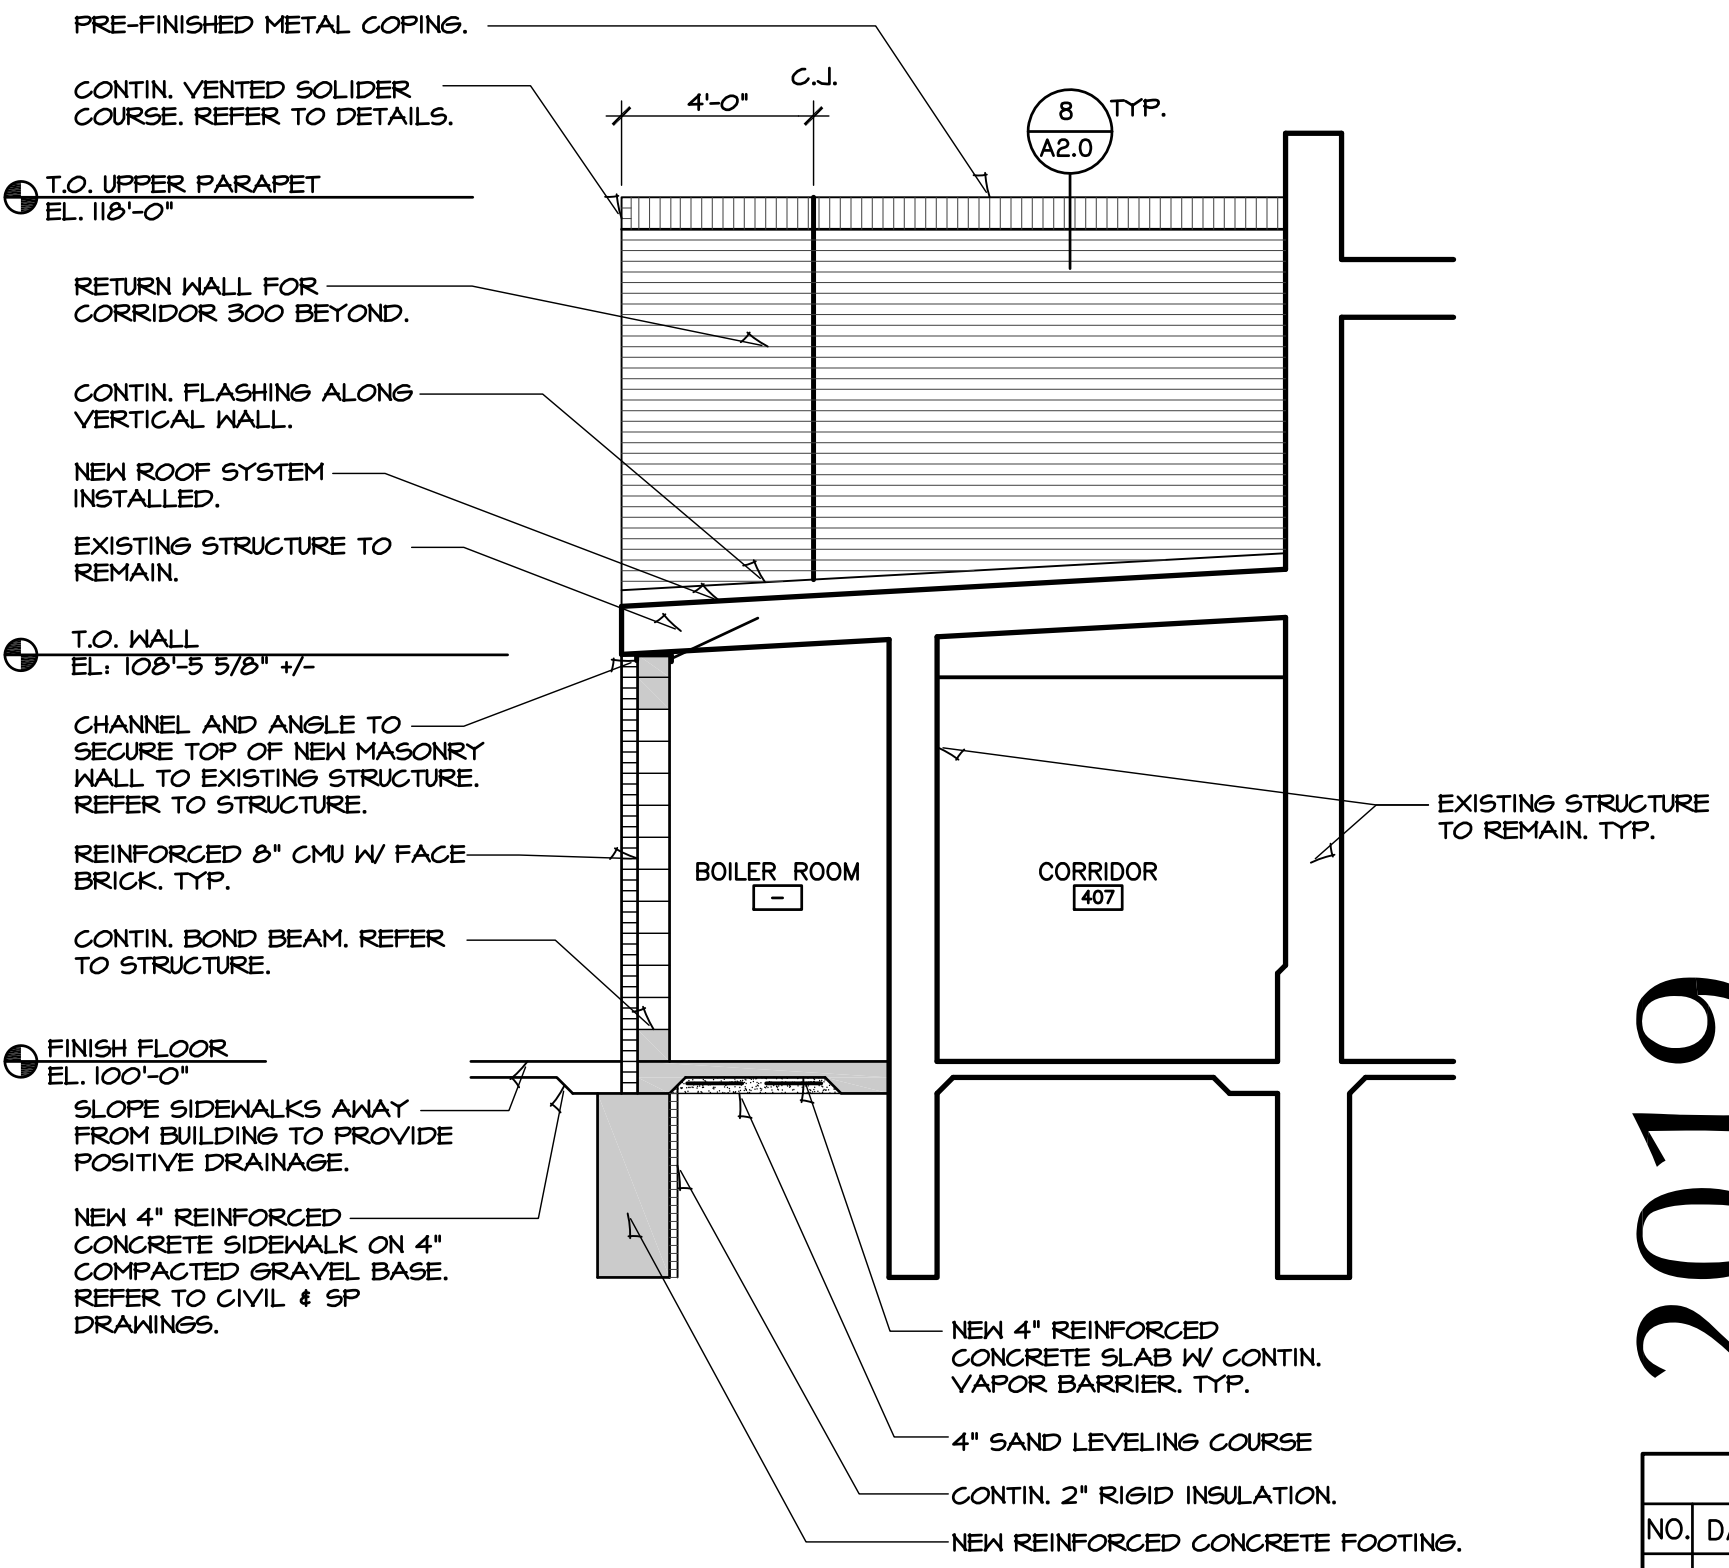 PRE-FINISHED METAL COPING.
CONTIN. VENTED SOLIDER
COURSE. REFER TO DETAILS.
4'-0"
C.J.
8
A2.0
TYP.
T.O. UPPER PARAPET
EL. 118'-0"
RETURN WALL FOR
CORRIDOR 300 BEYOND.
CONTIN. FLASHING ALONG
VERTICAL WALL.
NEW ROOF SYSTEM
INSTALLED.
EXISTING STRUCTURE TO
REMAIN.
T.O. WALL
EL: 108'-5 5/8" +/-
CHANNEL AND ANGLE TO
SECURE TOP OF NEW MASONRY
WALL TO EXISTING STRUCTURE.
REFER TO STRUCTURE.
REINFORCED 8" CMU W/ FACE
BRICK. TYP.
CONTIN. BOND BEAM. REFER
TO STRUCTURE.
BOILER ROOM
-
CORRIDOR
407
EXISTING STRUCTURE
TO REMAIN. TYP.
FINISH FLOOR
EL. 100'-0"
SLOPE SIDEWALKS AWAY
FROM BUILDING TO PROVIDE
POSITIVE DRAINAGE.
NEW 4" REINFORCED
CONCRETE SIDEWALK ON 4"
COMPACTED GRAVEL BASE.
REFER TO CIVIL & SP
DRAWINGS.
NEW 4" REINFORCED
CONCRETE SLAB W/ CONTIN.
VAPOR BARRIER. TYP.
4" SAND LEVELING COURSE
CONTIN. 2" RIGID INSULATION.
NEW REINFORCED CONCRETE FOOTING.
2019
NO.